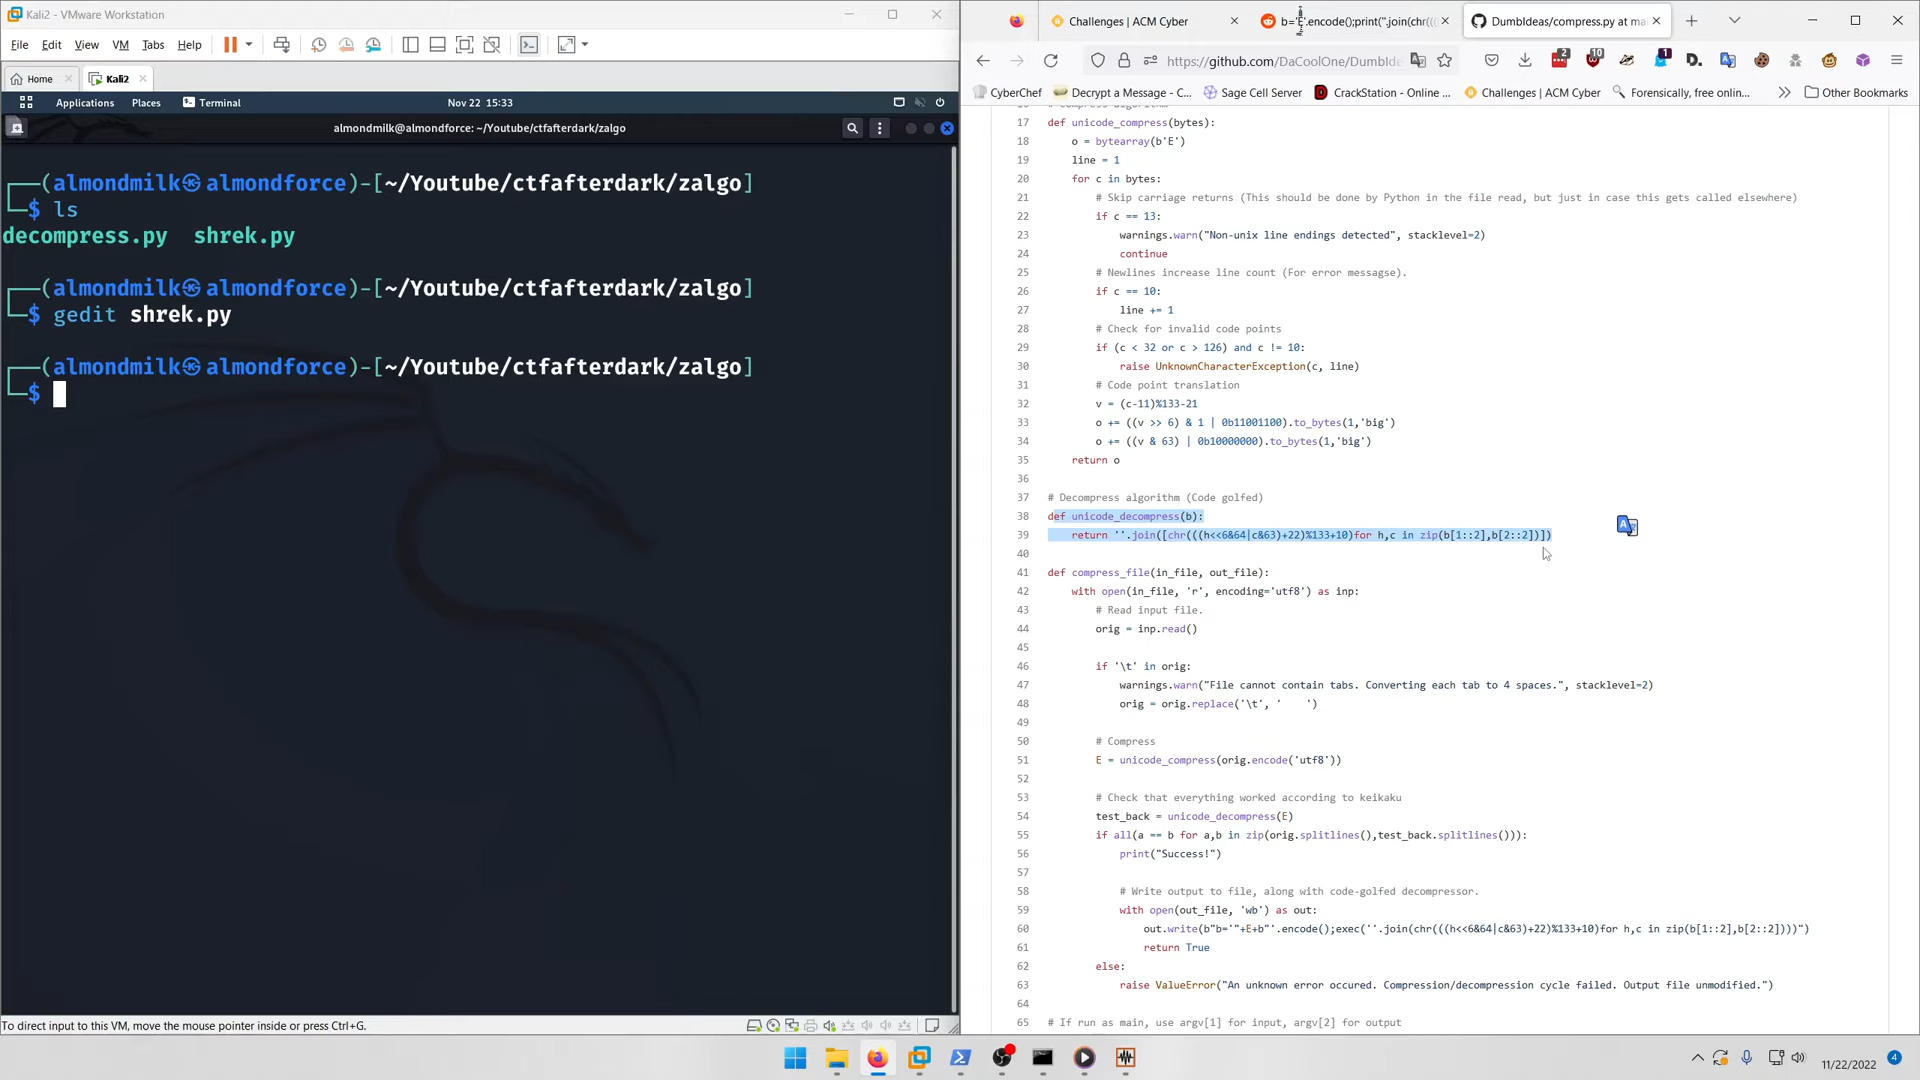 Kali2 - VMware Workstation
File Edit View VM Tabs Help
Home Kali2
Applications Places Terminal Nov 22 15:33
almondmilk@almondforce: ~/Youtube/ctfafterdark/zalgo
(almondmilk㉿almondforce)-[~/Youtube/ctfafterdark/zalgo]
$ ls
decompress.py shrek.py
(almondmilk㉿almondforce)-[~/Youtube/ctfafterdark/zalgo]
$ gedit shrek.py
(almondmilk㉿almondforce)-[~/Youtube/ctfafterdark/zalgo]
$
To direct input to this VM, move the mouse pointer inside or press Ctrl+G.
Challenges | ACM Cyber
DumbIdeas/compress.py at mai
https://github.com/DaCoolOne/DumbIde
2 10 1
CyberChef Decrypt a Message - C... Sage Cell Server CrackStation - Online ... Challenges | ACM Cyber Forensically, free onlin... Other Bookmarks
17 def unicode_compress(bytes):
18 o = bytearray(b'E')
19 line = 1
20 for c in bytes:
21 # Skip carriage returns (This should be done by Python in the file read, but just in case this gets called elsewhere)
22 if c == 13:
23 warnings.warn("Non-unix line endings detected", stacklevel=2)
24 continue
25 # Newlines increase line count (For error messagse).
26 if c == 10:
27 line += 1
28 # Check for invalid code points
29 if (c < 32 or c > 126) and c != 10:
30 raise UnknownCharacterException(c, line)
31 # Code point translation
32 v = (c-11)%133-21
33 o += ((v >> 6) & 1 | 0b11001100).to_bytes(1,'big')
34 o += ((v & 63) | 0b10000000).to_bytes(1,'big')
35 return o
36
37 # Decompress algorithm (Code golfed)
38 def unicode_decompress(b):
39 return ''.join([chr(((h<<6&64|c&63)+22)%133+10)for h,c in zip(b[1::2],b[2::2])])
40
41 def compress_file(in_file, out_file):
42 with open(in_file, 'r', encoding='utf8') as inp:
43 # Read input file.
44 orig = inp.read()
45
46 if '\t' in orig:
47 warnings.warn("File cannot contain tabs. Converting each tab to 4 spaces.", stacklevel=2)
48 orig = orig.replace('\t', '    ')
49
50 # Compress
51 E = unicode_compress(orig.encode('utf8'))
52
53 # Check that everything worked according to keikaku
54 test_back = unicode_decompress(E)
55 if all(a == b for a,b in zip(orig.splitlines(),test_back.splitlines())):
56 print("Success!")
57
58 # Write output to file, along with code-golfed decompressor.
59 with open(out_file, 'wb') as out:
60 out.write(b"b='"+E+b"'.encode();exec(''.join(chr(((h<<6&64|c&63)+22)%133+10)for h,c in zip(b[1::2],b[2::2])))")
61 return True
62 else:
63 raise ValueError("An unknown error occured. Compression/decompression cycle failed. Output file unmodified.")
64
65 # If run as main, use argv[1] for input, argv[2] for output
11/22/2022 4